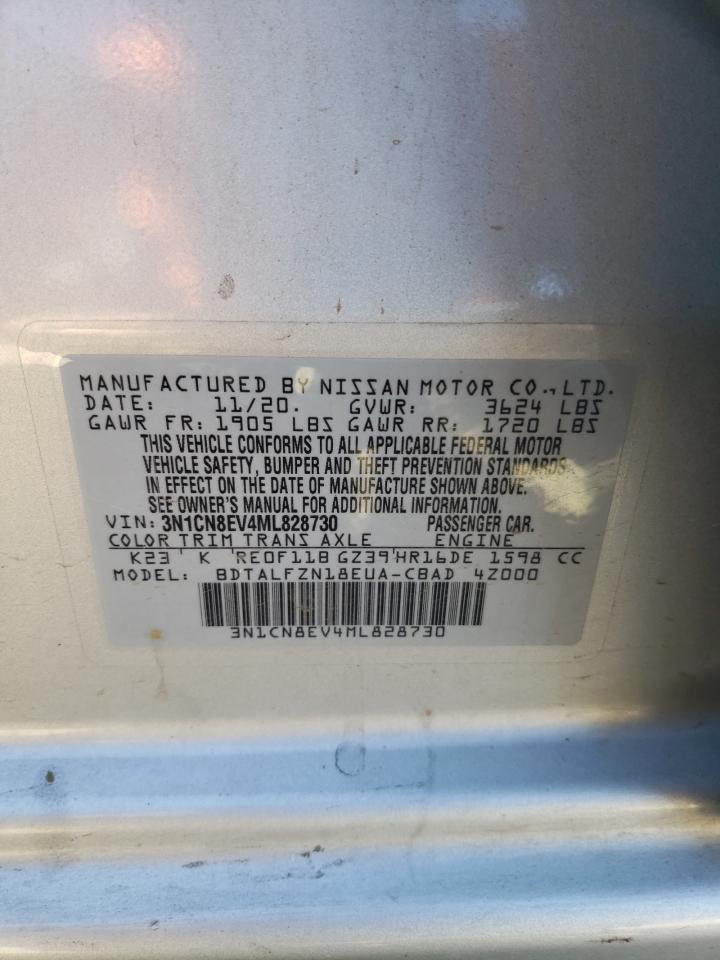 MANUFACTURED BY NISSAN MOTOR CO.,LTD.
DATE: 11/20. GVWR: 3624 LBS
GAWR FR: 1905 LBS GAWR RR: 1720 LBS
THIS VEHICLE CONFORMS TO ALL APPLICABLE FEDERAL MOTOR
VEHICLE SAFETY, BUMPER AND THEFT PREVENTION STANDARDS
IN EFFECT ON THE DATE OF MANUFACTURE SHOWN ABOVE.
SEE OWNER'S MANUAL FOR ADDITIONAL INFORMATION.
VIN: 3N1CN8EV4ML828730 PASSENGER CAR.
COLOR TRIM TRANS AXLE ENGINE
K23 K RE0F11B GZ39 HR16DE 1598 CC
MODEL: BDTALFZN18EUA-CBAD 4Z000
3N1CN8EV4ML828730